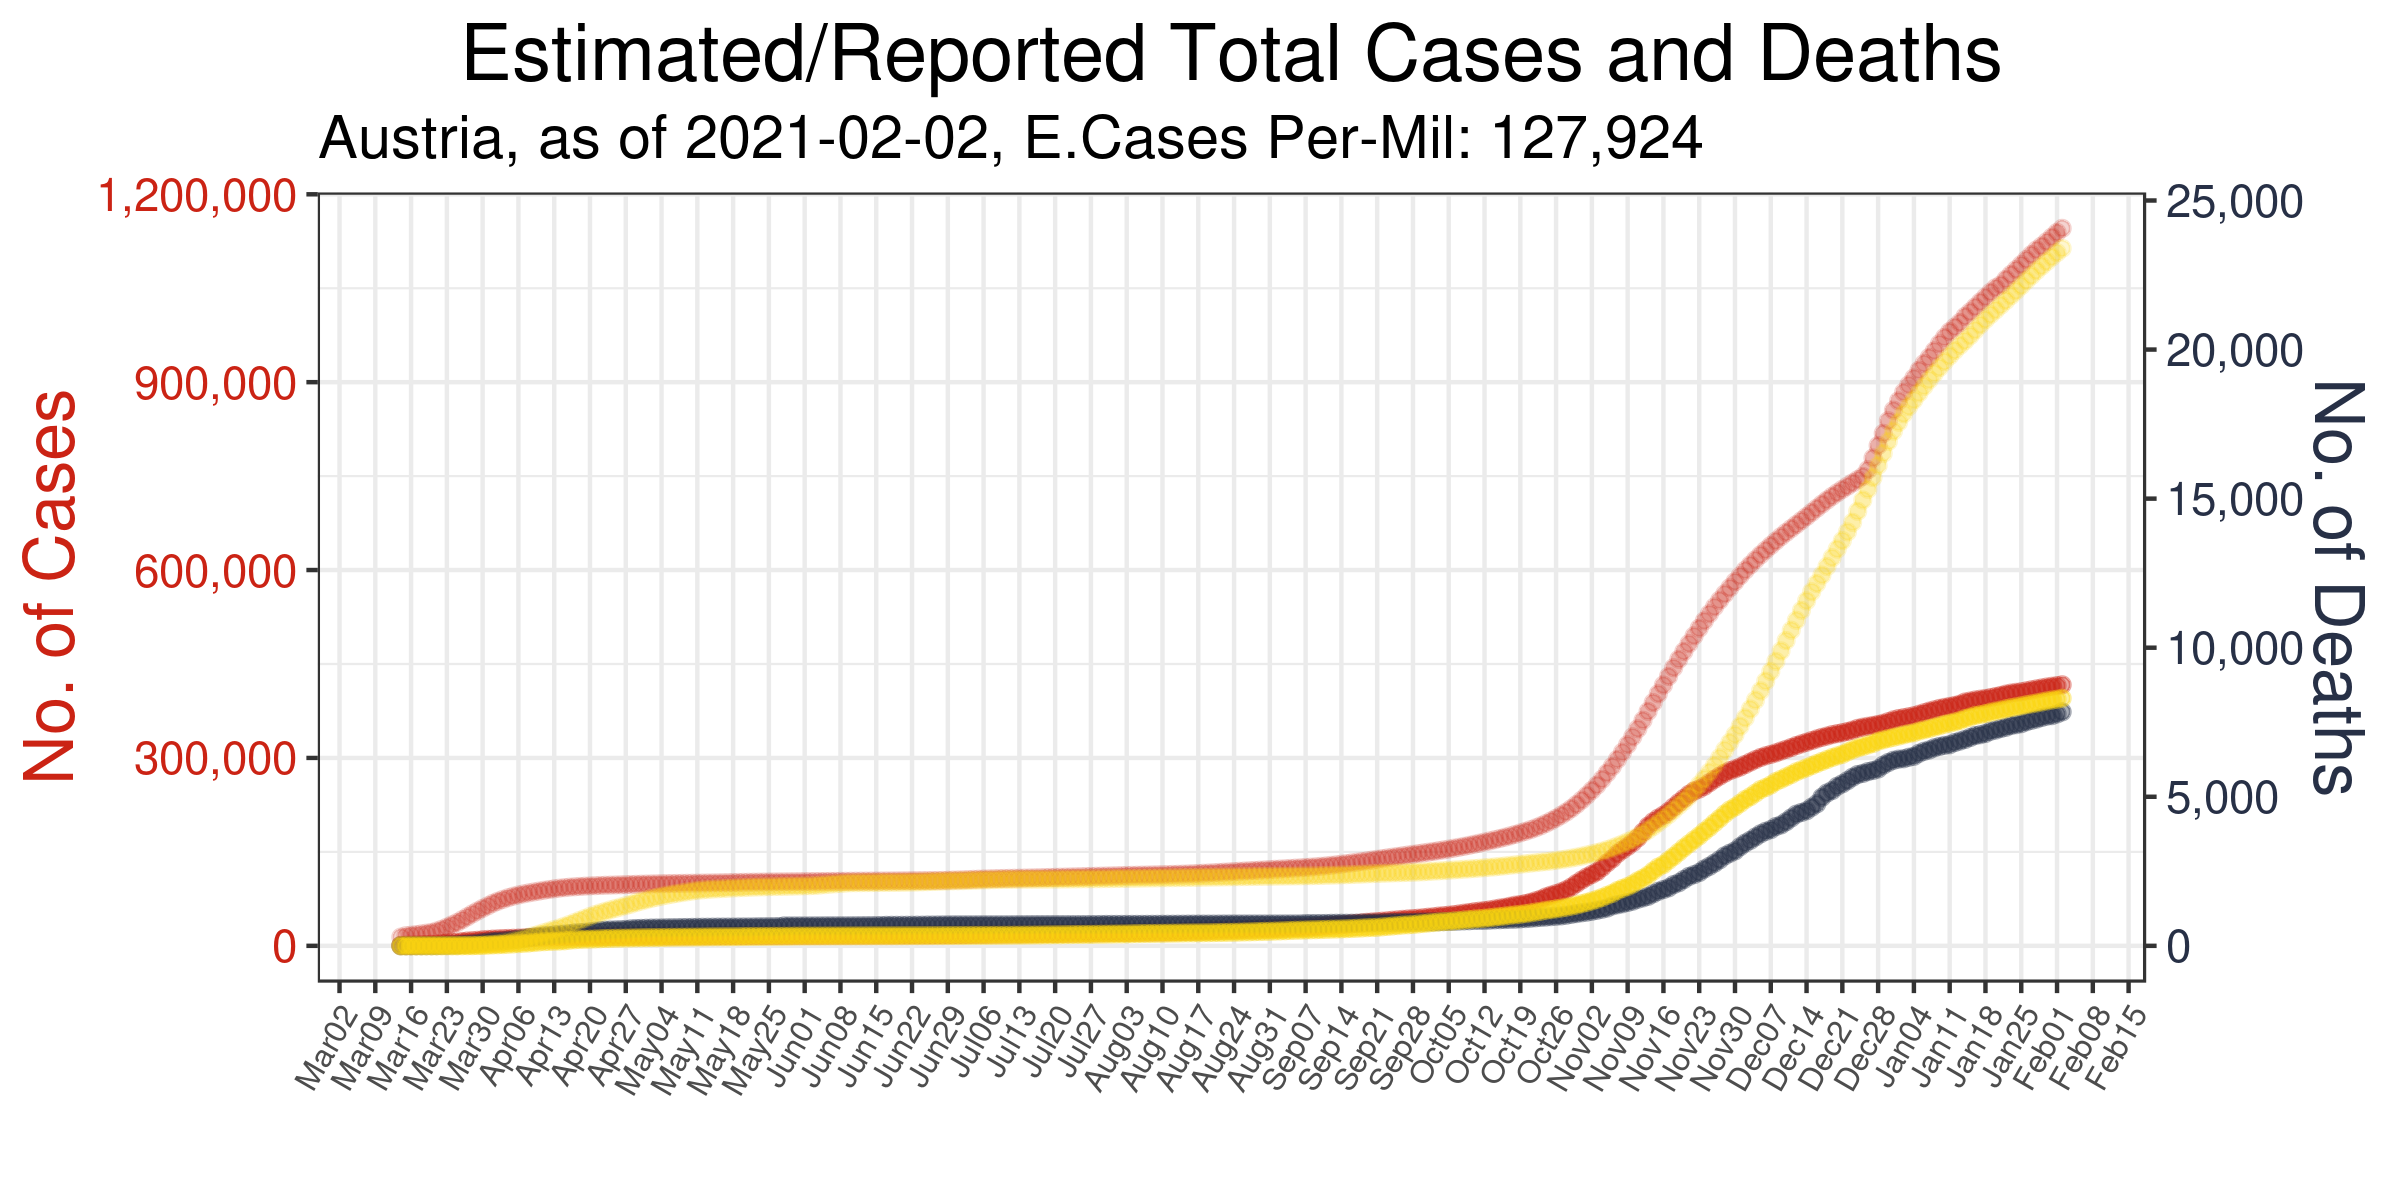 Estimated/Reported Total Cases and Deaths
Austria, as of 2021-02-02, E.Cases Per-Mil: 127,924
No. of Cases
1,200,000
900,000
600,000
300,000
0
25,000
20,000
15,000
10,000
5,000
0
No. of Deaths
Mar02 Mar09 Mar16 Mar23 Mar30 Apr06 Apr13 Apr20 Apr27 May04 May11 May18 May25 Jun01 Jun08 Jun15 Jun22 Jun29 Jul06 Jul13 Jul20 Jul27 Aug03 Aug10 Aug17 Aug24 Aug31 Sep07 Sep14 Sep21 Sep28 Oct05 Oct12 Oct19 Oct26 Nov02 Nov09 Nov16 Nov23 Nov30 Dec07 Dec14 Dec21 Dec28 Jan04 Jan11 Jan18 Jan25 Feb01 Feb08 Feb15